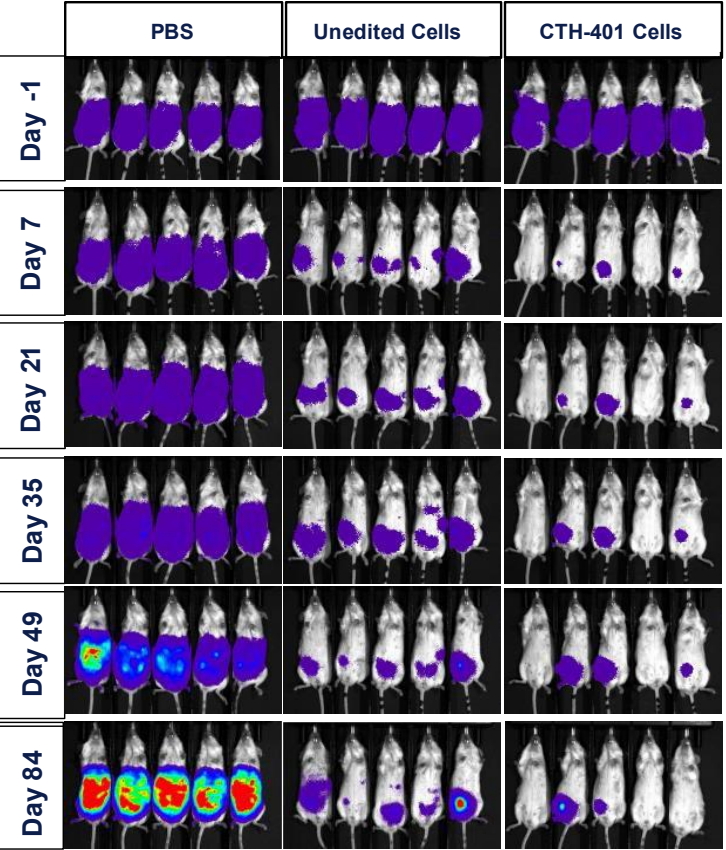 PBS
Unedited Cells
CTH-401 Cells
Day -1
Day 7
Day 21
Day 35
Day 49
Day 84